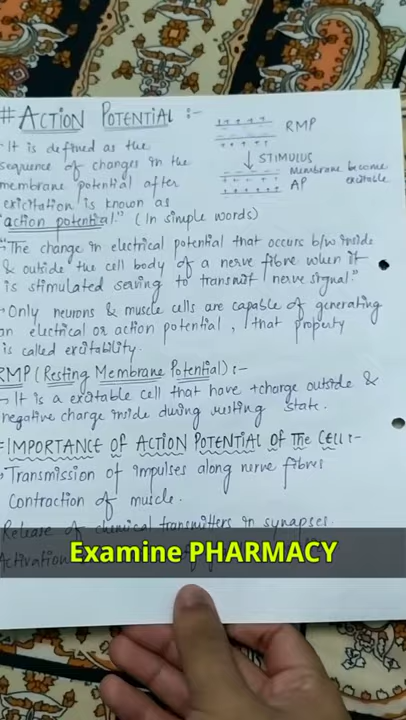 # ACTION POTENTIAL :-
It is defined as the
sequence of changes in the
membrane potential after
exicitation is known as
"action potential." (In simple words)
RMP
↓ STIMULUS
Membrane become
AP excitable
"The change in electrical potential that occurs b/w inside
& outside the cell body of a nerve fibre when it
is stimulated serving to transmit nerve signal."
Only neurons & muscle cells are capable of generating
an electrical or action potential, that property
is called excitability.
RMP (Resting Membrane Potential) :-
→ It is a excitable cell that have +charge outside &
negative charge inside during resting state.
IMPORTANCE OF ACTION POTENTIAL OF THE CELL :-
Transmission of impulses along nerve fibres
Contraction of muscle.
Release of chemical transmitters in synapses.
Activation
Examine PHARMACY